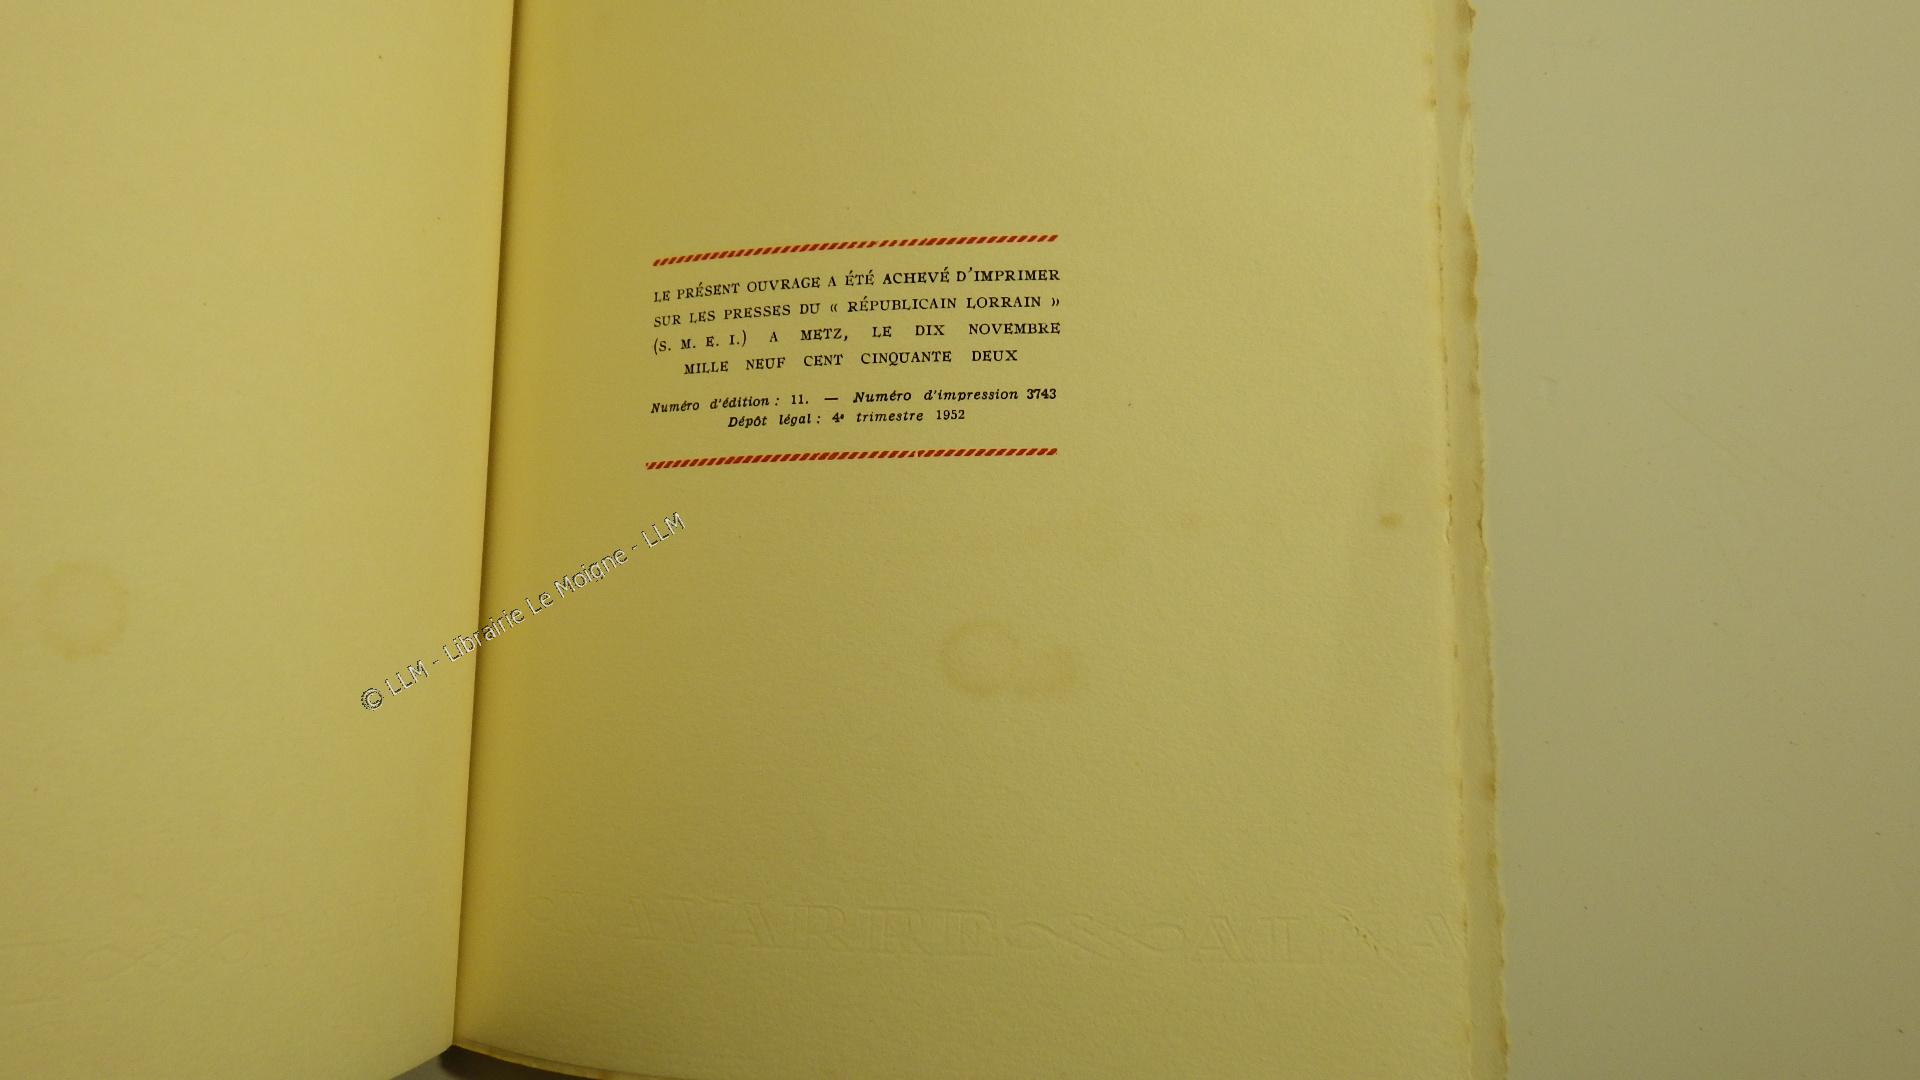 LE PRÉSENT OUVRAGE A ÉTÉ ACHEVÉ D'IMPRIMER
SUR LES PRESSES DU « RÉPUBLICAIN LORRAIN »
(S. M. E. I.) A METZ, LE DIX NOVEMBRE
MILLE NEUF CENT CINQUANTE DEUX
Numéro d'édition : 11. — Numéro d'impression 3743
Dépôt légal : 4e trimestre 1952
© LLM - Librairie Le Moigne - LLM
NAVARRE